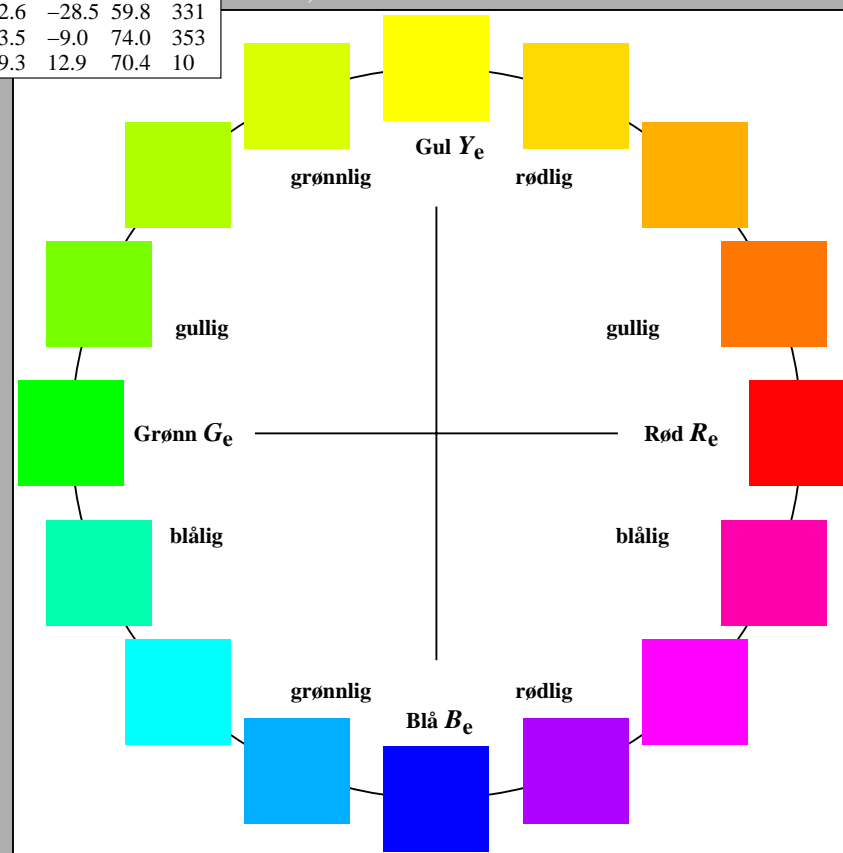 2.6 −28.5 59.8 331
3.5 −9.0 74.0 353
9.3 12.9 70.4 10
Gul Yₑ
grønnlig rødlig
gullig gullig
Grønn Gₑ Rød Rₑ
blålig blålig
grønnlig rødlig
Blå Bₑ